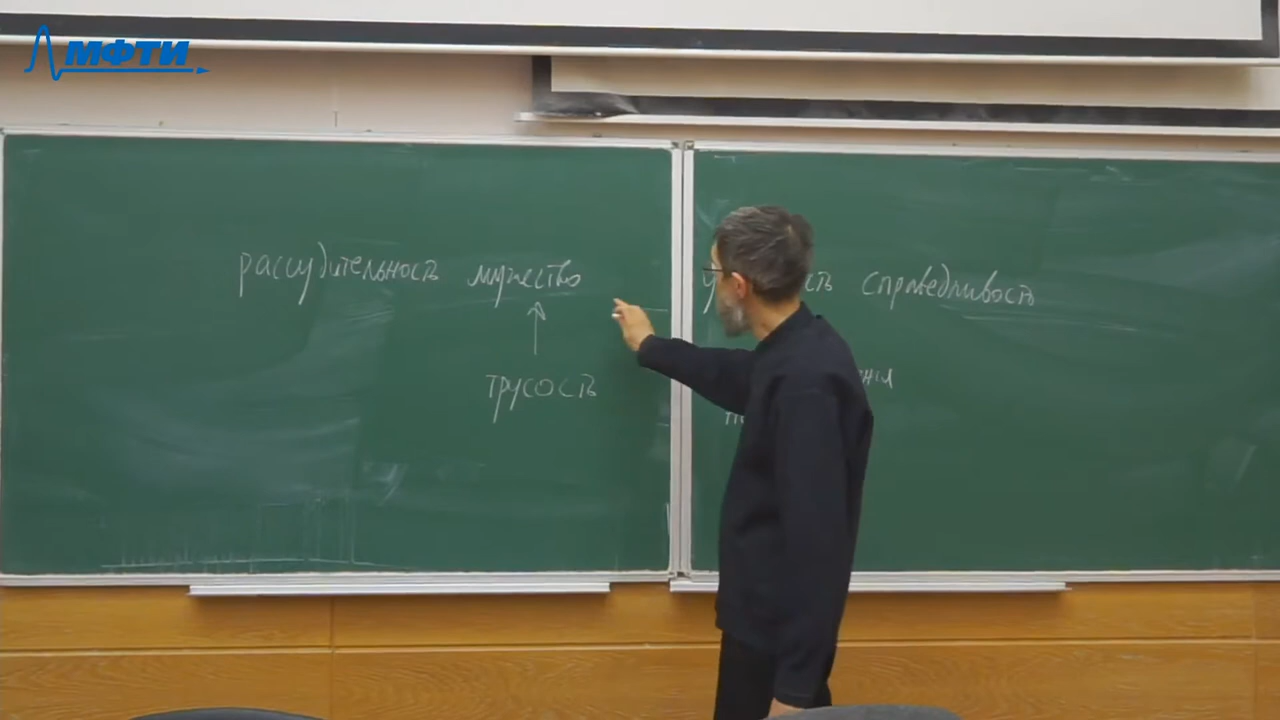 МФТИ
рассудительность мужество справедливость
трусость